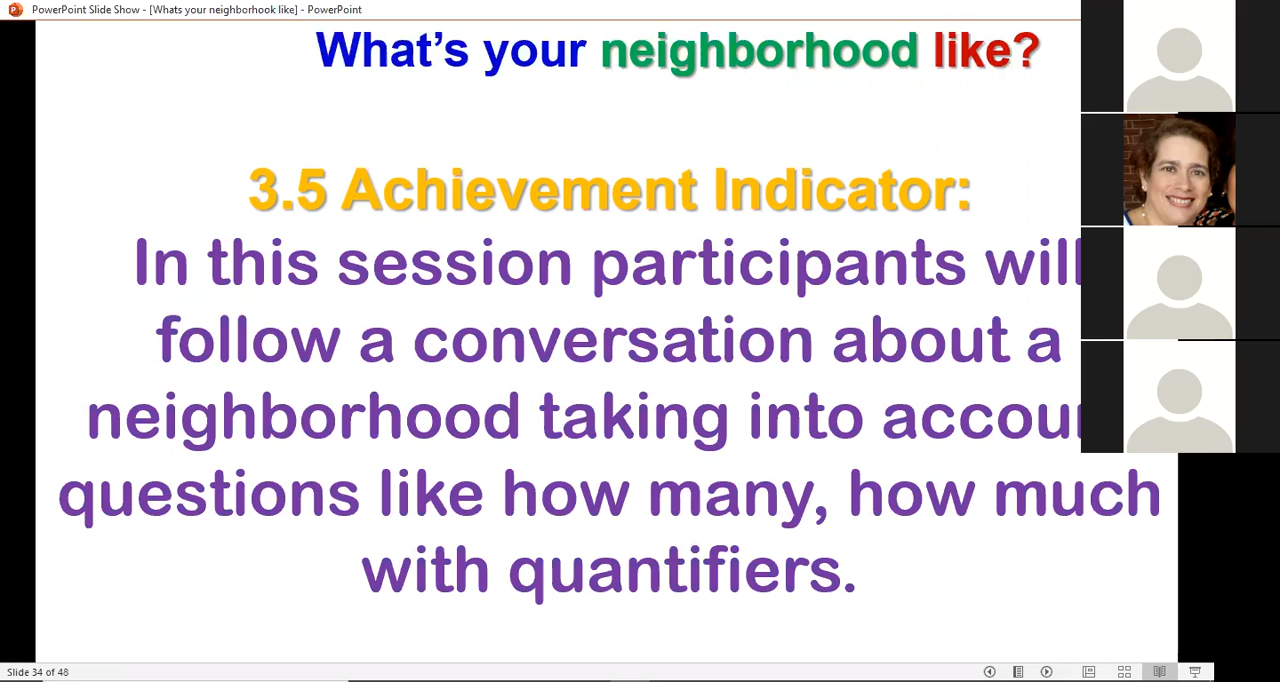 PowerPoint Slide Show - [Whats your neighborhook like] - PowerPoint
What's your neighborhood like?
3.5 Achievement Indicator:
In this session participants will
follow a conversation about a
neighborhood taking into
questions like how many, how much
with quantifiers.
Slide 34 of 48